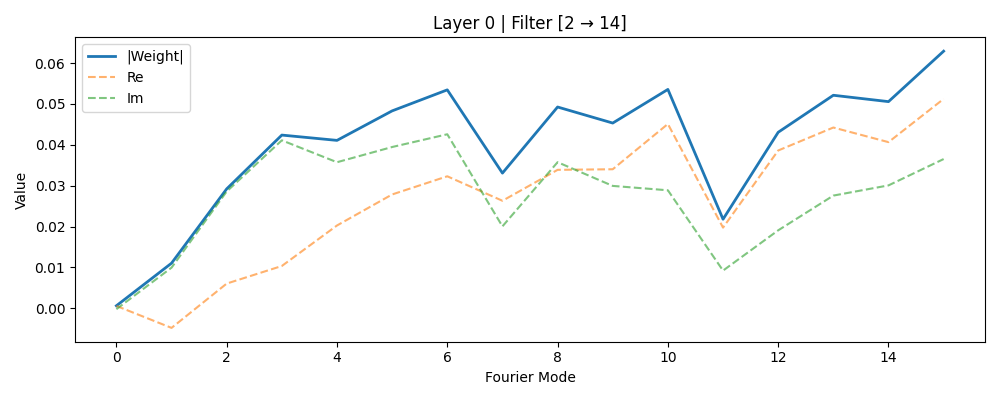 Layer 0 | Filter [2 → 14]
|Weight|
Re
Im
Value
0.06
0.05
0.04
0.03
0.02
0.01
0.00
0 2 4 6 8 10 12 14
Fourier Mode